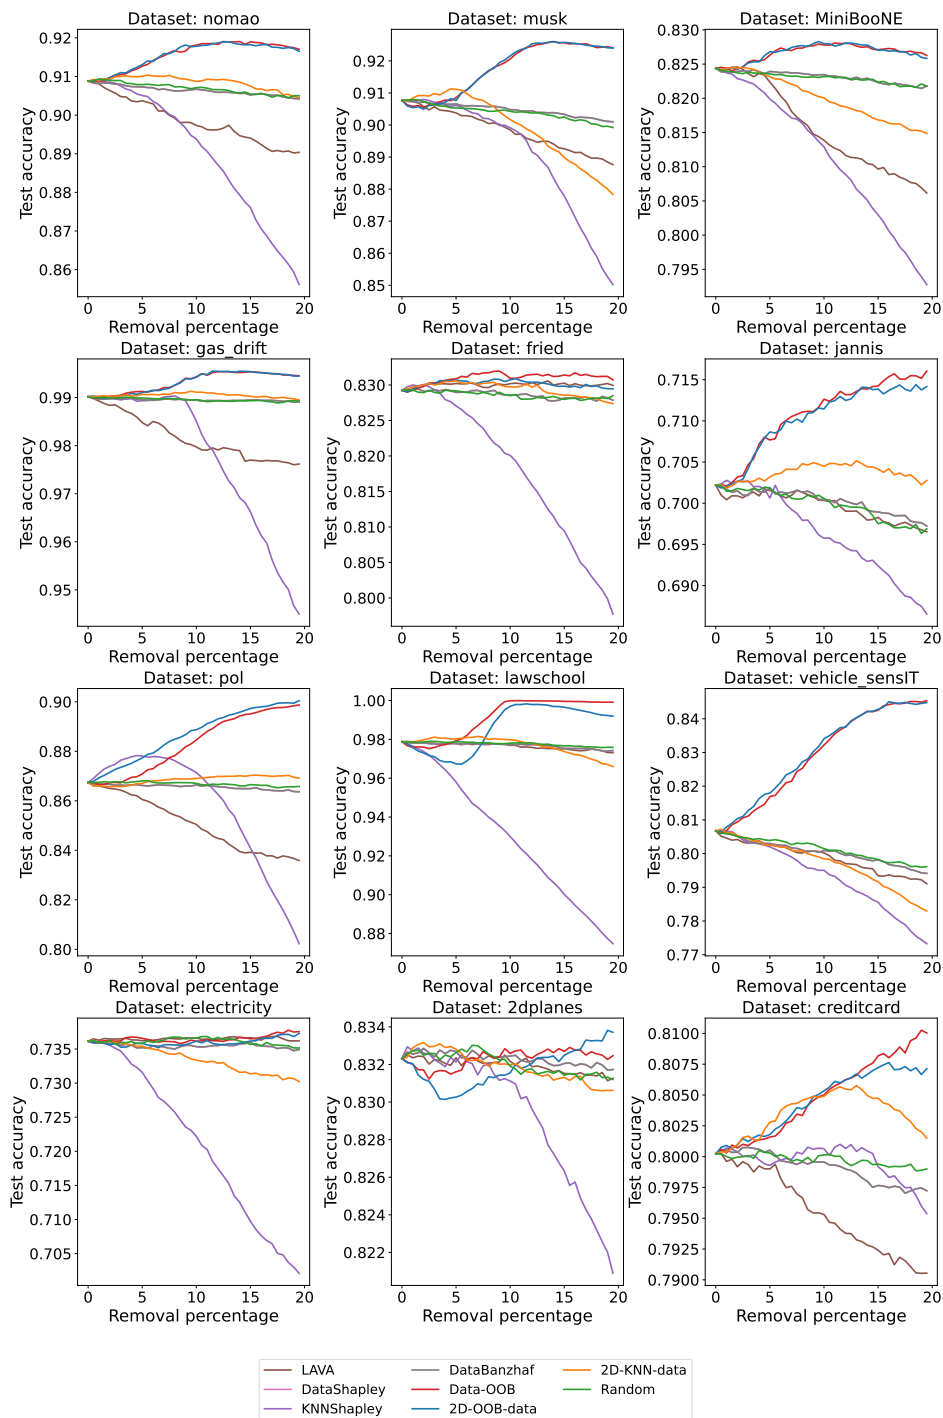 Dataset: nomao
Test accuracy
0.92
0.91
0.90
0.89
0.88
0.87
0.86
0 5 10 15 20
Removal percentage
Dataset: musk
Test accuracy
0.92
0.91
0.90
0.89
0.88
0.87
0.86
0.85
0 5 10 15 20
Removal percentage
Dataset: MiniBooNE
Test accuracy
0.830
0.825
0.820
0.815
0.810
0.805
0.800
0.795
0 5 10 15 20
Removal percentage
Dataset: gas_drift
Test accuracy
0.99
0.98
0.97
0.96
0.95
0 5 10 15 20
Removal percentage
Dataset: fried
Test accuracy
0.830
0.825
0.820
0.815
0.810
0.805
0.800
0 5 10 15 20
Removal percentage
Dataset: jannis
Test accuracy
0.715
0.710
0.705
0.700
0.695
0.690
0 5 10 15 20
Removal percentage
Dataset: pol
Test accuracy
0.90
0.88
0.86
0.84
0.82
0.80
0 5 10 15 20
Removal percentage
Dataset: lawschool
Test accuracy
1.00
0.98
0.96
0.94
0.92
0.90
0.88
0 5 10 15 20
Removal percentage
Dataset: vehicle_sensIT
Test accuracy
0.84
0.83
0.82
0.81
0.80
0.79
0.78
0.77
0 5 10 15 20
Removal percentage
Dataset: electricity
Test accuracy
0.735
0.730
0.725
0.720
0.715
0.710
0.705
0 5 10 15 20
Removal percentage
Dataset: 2dplanes
Test accuracy
0.834
0.832
0.830
0.828
0.826
0.824
0.822
0 5 10 15 20
Removal percentage
Dataset: creditcard
Test accuracy
0.8100
0.8075
0.8050
0.8025
0.8000
0.7975
0.7950
0.7925
0.7900
0 5 10 15 20
Removal percentage
LAVA
DataShapley
KNNShapley
DataBanzhaf
Data-OOB
2D-OOB-data
2D-KNN-data
Random